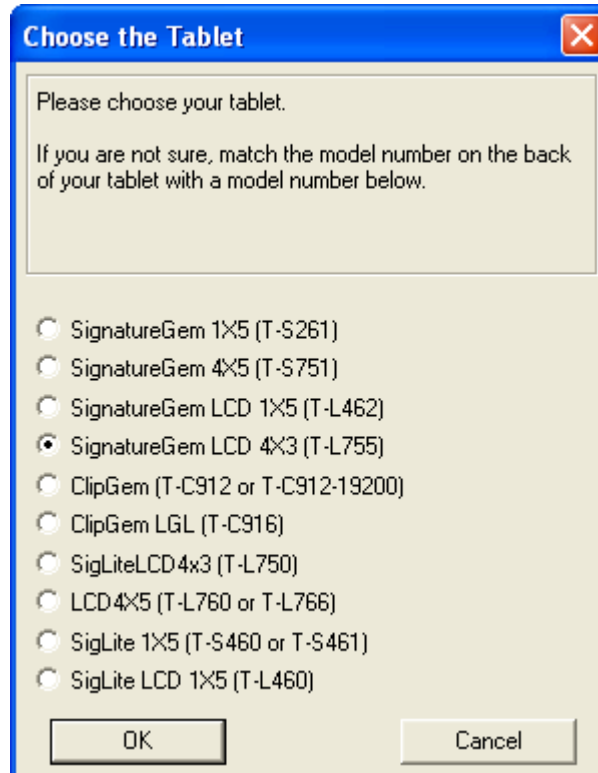 Choose the Tablet
Please choose your tablet.
If you are not sure, match the model number on the back
of your tablet with a model number below.
SignatureGem 1X5 (T-S261)
SignatureGem 4X5 (T-S751)
SignatureGem LCD 1X5 (T-L462)
SignatureGem LCD 4X3 (T-L755)
ClipGem (T-C912 or T-C912-19200)
ClipGem LGL (T-C916)
SigLiteLCD4x3 (T-L750)
LCD4X5 (T-L760 or T-L766)
SigLite 1X5 (T-S460 or T-S461)
SigLite LCD 1X5 (T-L460)
OK
Cancel